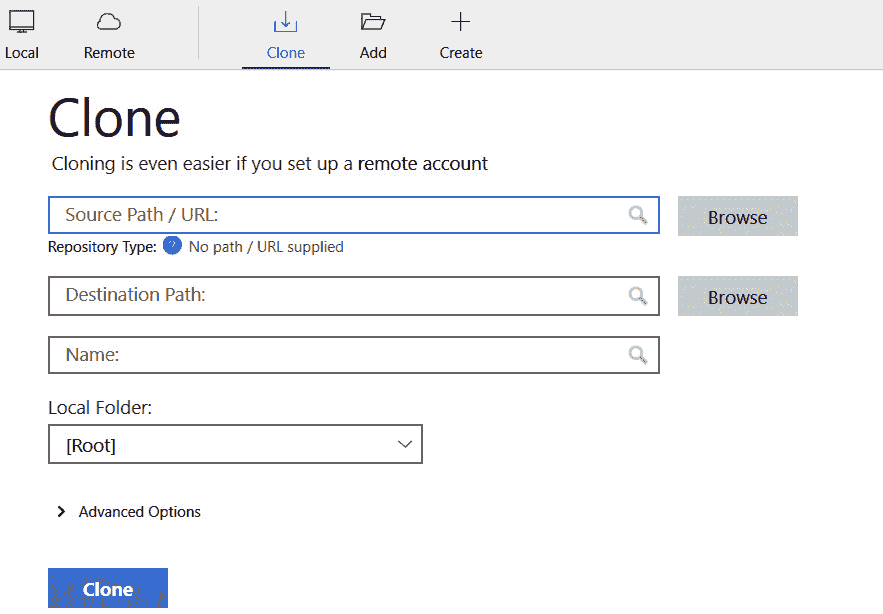 Local Remote Clone Add Create
Clone
Cloning is even easier if you set up a remote account
Source Path / URL: Browse
Repository Type: ? No path / URL supplied
Destination Path: Browse
Name:
Local Folder:
[Root]
Advanced Options
Clone